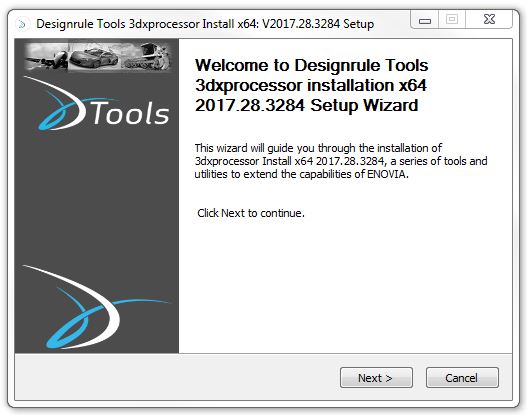 Designrule Tools 3dxprocessor Install x64: V2017.28.3284 Setup
Tools
Welcome to Designrule Tools
3dxprocessor installation x64
2017.28.3284 Setup Wizard
This wizard will guide you through the installation of
3dxprocessor Install x64 2017.28.3284, a series of tools and
utilities to extend the capabilities of ENOVIA.
Click Next to continue.
Next >
Cancel